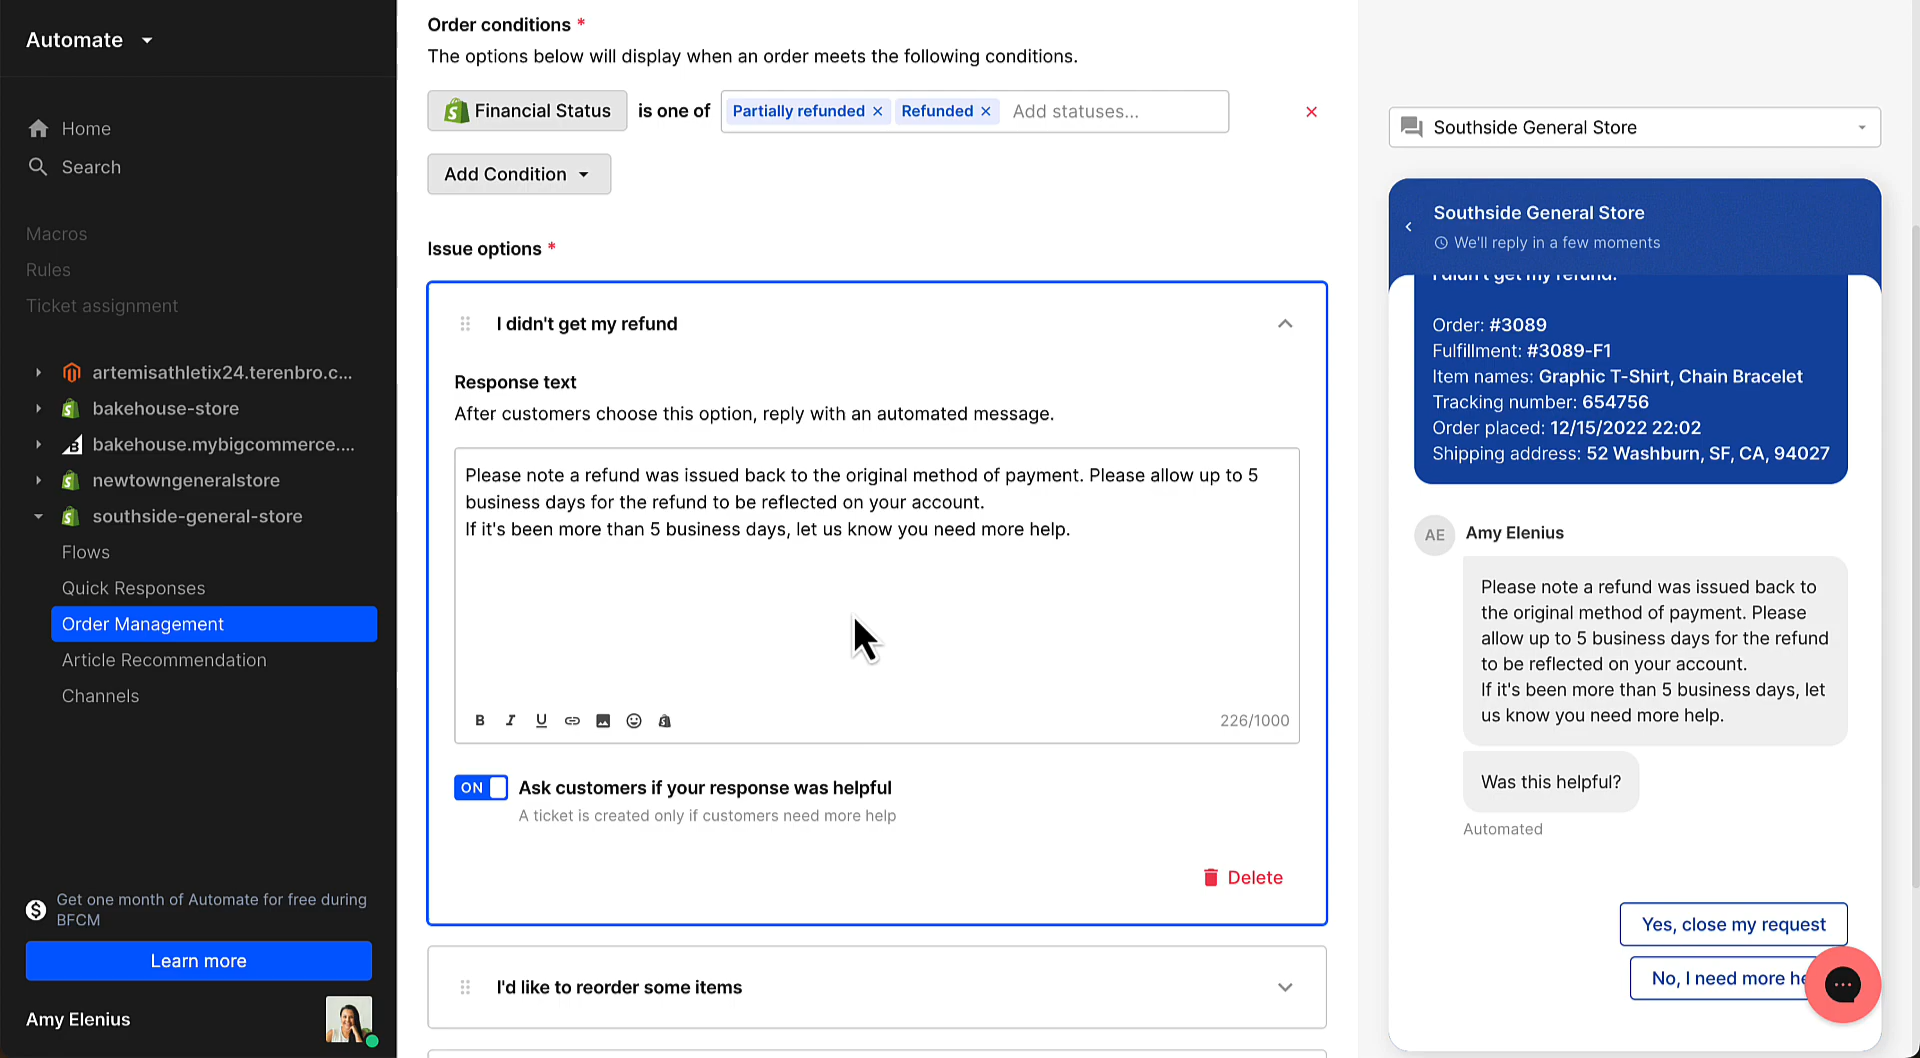 Automate
Home
Search
Macros
Rules
Ticket assignment
artemisathletix24.terenbro.c...
bakehouse-store
bakehouse.mybigcommerce....
newtowngeneralstore
southside-general-store
Flows
Quick Responses
Order Management
Article Recommendation
Channels
Get one month of Automate for free during
BFCM
Learn more
Amy Elenius
Order conditions *
The options below will display when an order meets the following conditions.
Financial Status is one of Partially refunded × Refunded × Add statuses...
Add Condition
Issue options *
I didn't get my refund
Response text
After customers choose this option, reply with an automated message.
Please note a refund was issued back to the original method of payment. Please allow up to 5
business days for the refund to be reflected on your account.
If it's been more than 5 business days, let us know you need more help.
B I U
226/1000
ON Ask customers if your response was helpful
A ticket is created only if customers need more help
Delete
I'd like to reorder some items
Southside General Store
Southside General Store
We'll reply in a few moments
I didn't get my refund.
Order: #3089
Fulfillment: #3089-F1
Item names: Graphic T-Shirt, Chain Bracelet
Tracking number: 654756
Order placed: 12/15/2022 22:02
Shipping address: 52 Washburn, SF, CA, 94027
AE Amy Elenius
Please note a refund was issued back to
the original method of payment. Please
allow up to 5 business days for the refund
to be reflected on your account.
If it's been more than 5 business days, let
us know you need more help.
Was this helpful?
Automated
Yes, close my request
No, I need more he